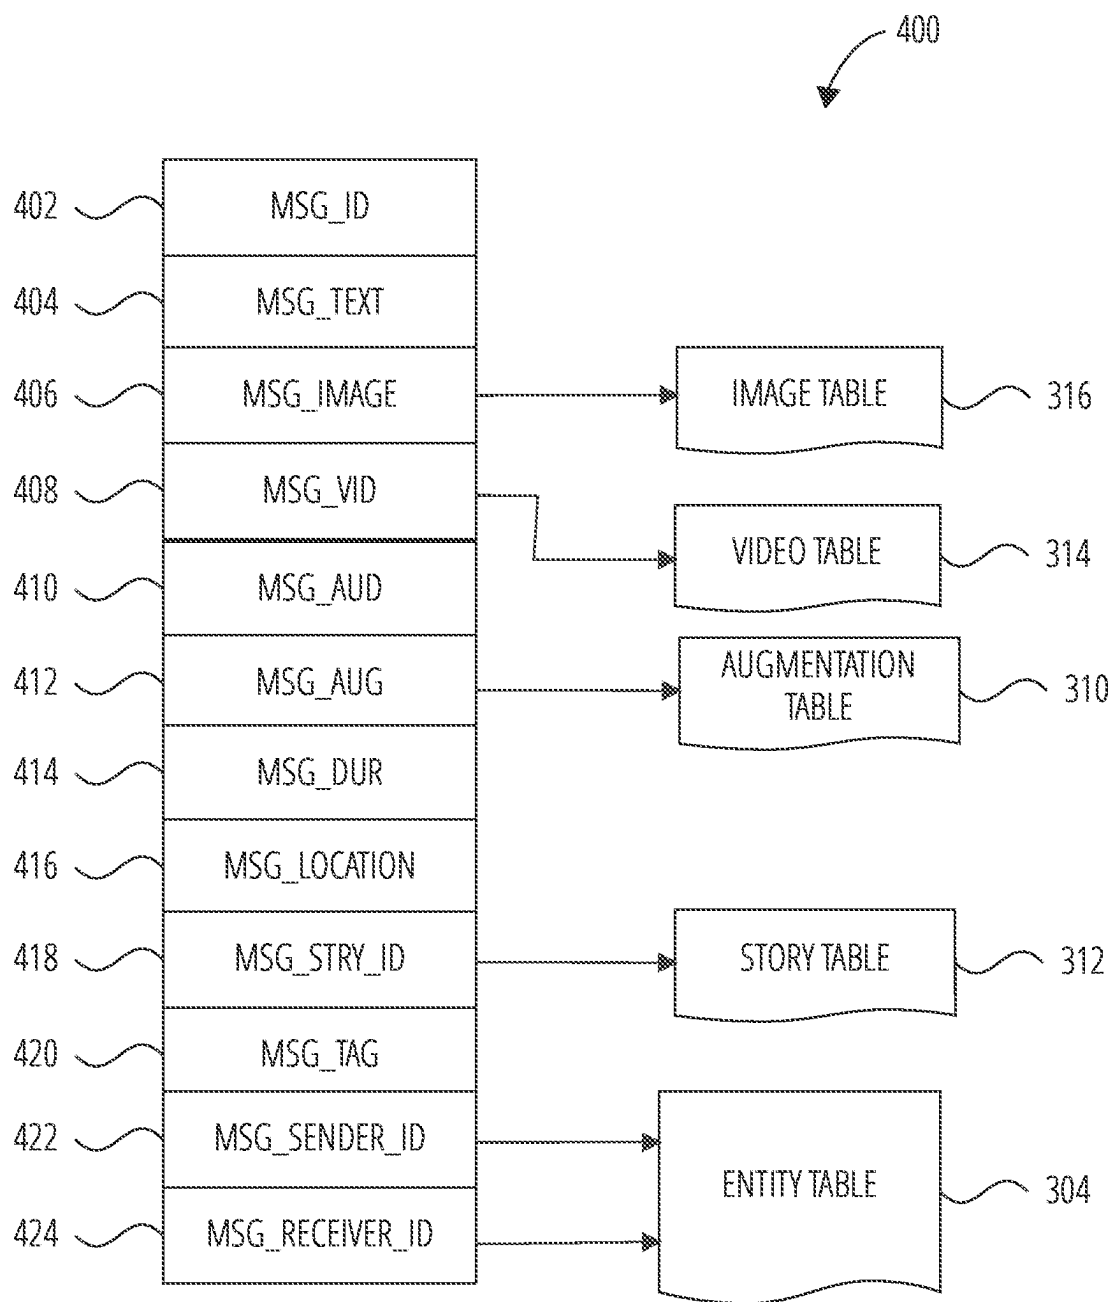 400
402 MSG_ID
404 MSG_TEXT
406 MSG_IMAGE IMAGE TABLE 316
408 MSG_VID VIDEO TABLE 314
410 MSG_AUD
412 MSG_AUG AUGMENTATION TABLE 310
414 MSG_DUR
416 MSG_LOCATION
418 MSG_STRY_ID STORY TABLE 312
420 MSG_TAG
422 MSG_SENDER_ID ENTITY TABLE 304
424 MSG_RECEIVER_ID